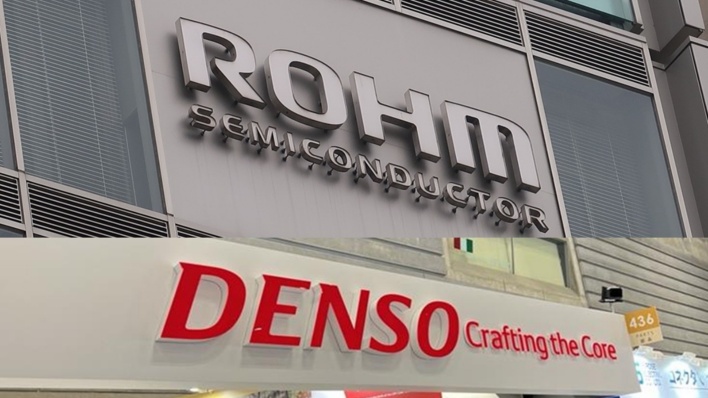 ROHM
SEMICONDUCTOR
DENSO Crafting the Core
436